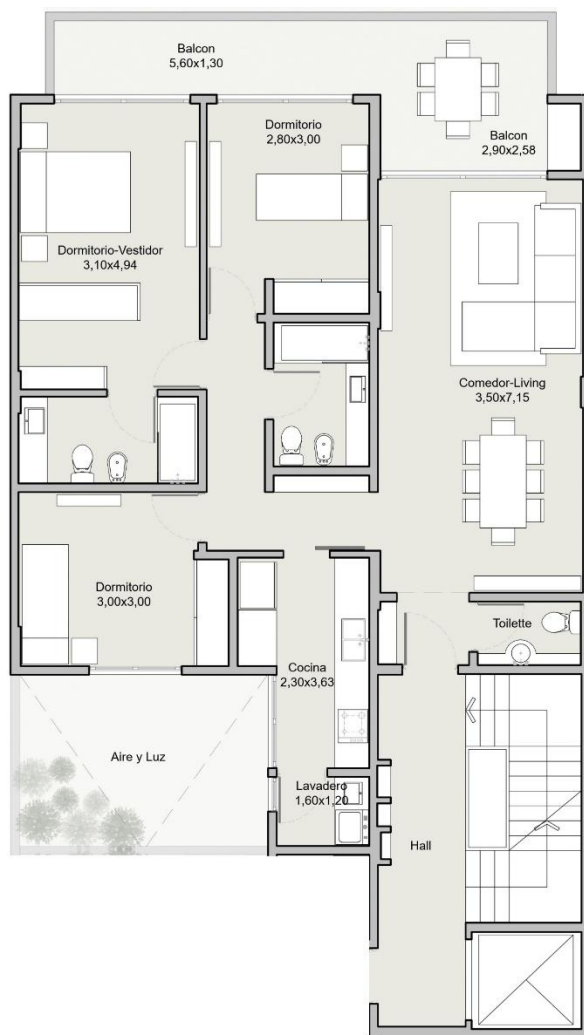 Balcon
5,60x1,30
Dormitorio
2,80x3,00
Balcon
2,90x2,58
Dormitorio-Vestidor
3,10x4,94
Comedor-Living
3,50x7,15
Dormitorio
3,00x3,00
Toilette
Cocina
2,30x3,63
Aire y Luz
Lavadero
1,60x1,20
Hall